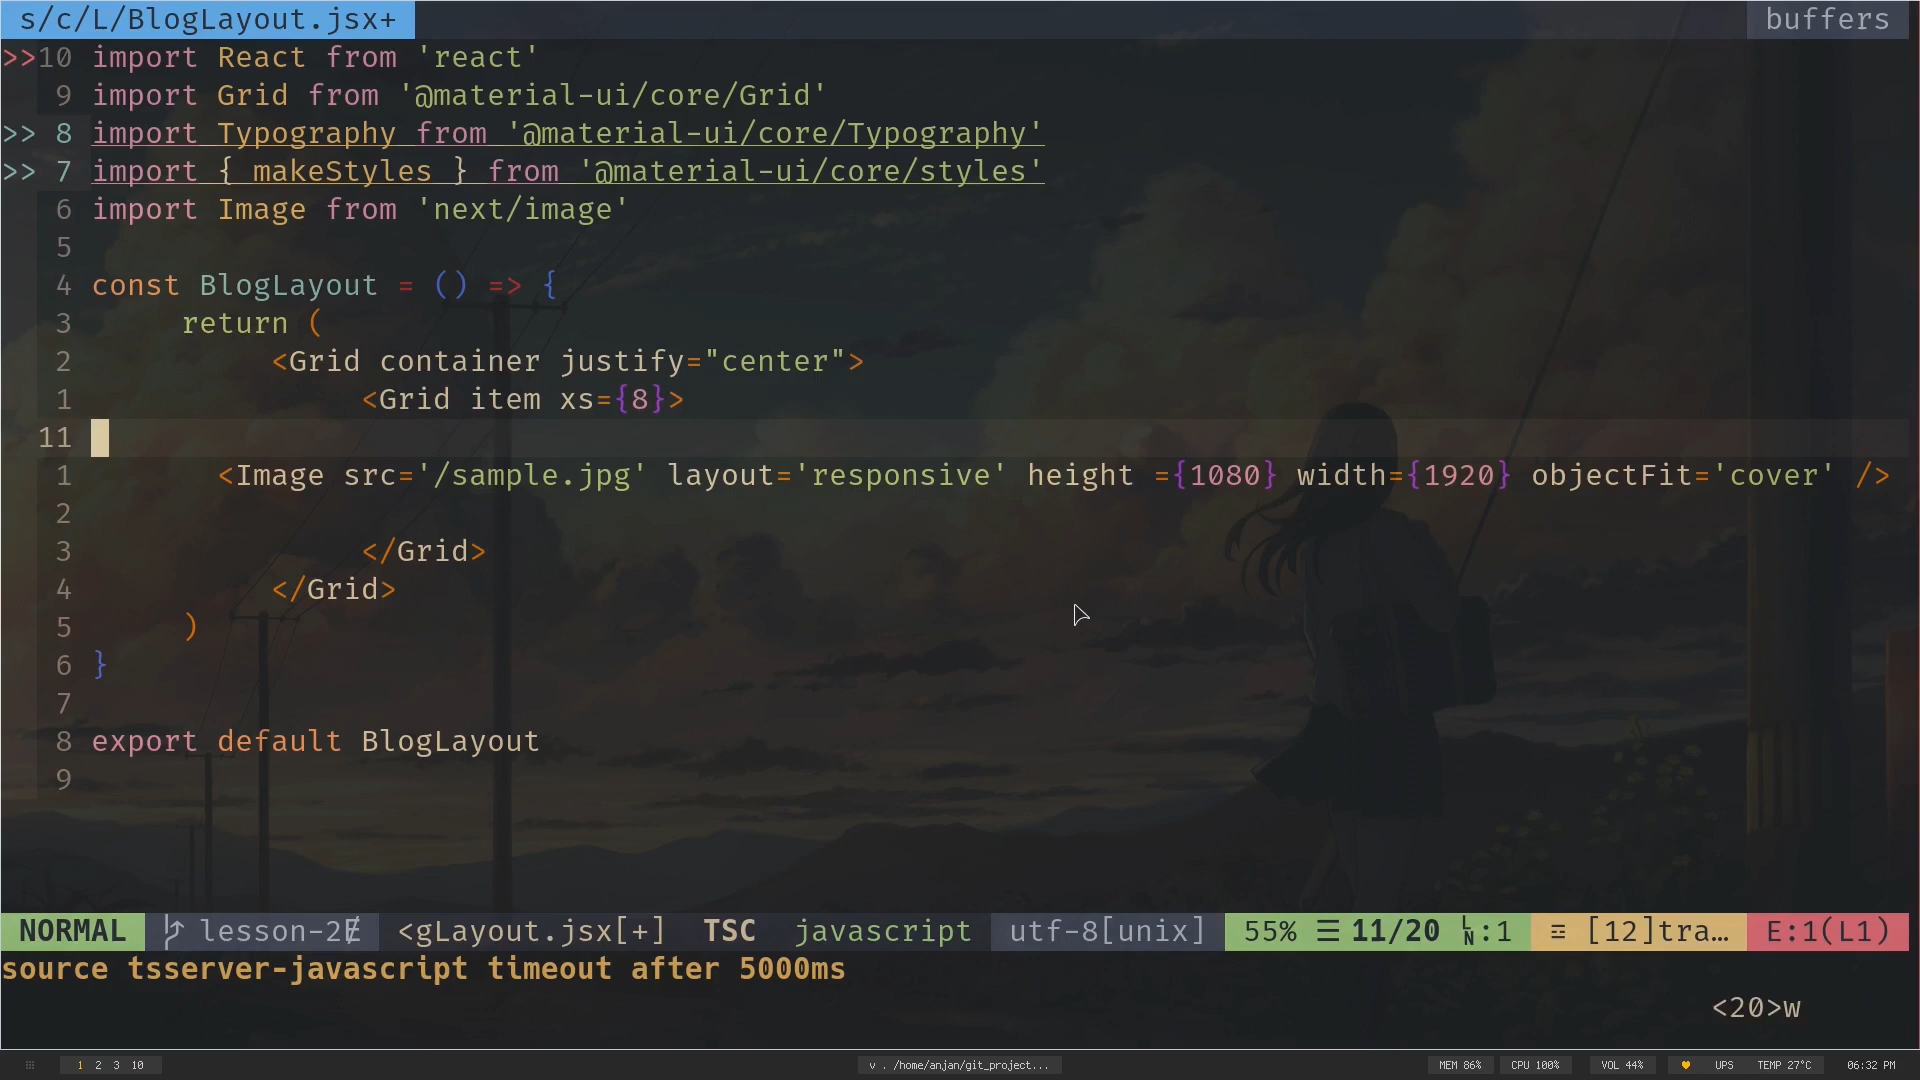 s/c/L/BlogLayout.jsx+ buffers
>>10 import React from 'react'
9 import Grid from '@material-ui/core/Grid'
>> 8 import Typography from '@material-ui/core/Typography'
>> 7 import { makeStyles } from '@material-ui/core/styles'
6 import Image from 'next/image'
5
4 const BlogLayout = () => {
3 return (
2 <Grid container justify="center">
1 <Grid item xs={8}>
11
1 <Image src='/sample.jpg' layout='responsive' height ={1080} width={1920} objectFit='cover' />
2
3 </Grid>
4 </Grid>
5 )
6 }
7
8 export default BlogLayout
9
NORMAL lesson-2Ɇ <gLayout.jsx[+] TSC javascript utf-8[unix] 55% ☰ 11/20 :1 [12]tra… E:1(L1)
source tsserver-javascript timeout after 5000ms
<20>w
1 2 3 10 v . /home/anjan/git_project... MEM 86% CPU 100% VOL 44% UPS TEMP 27°C 06:32 PM